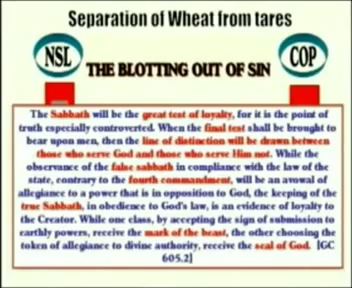 Separation of Wheat from tares
NSL
COP
THE BLOTTING OUT OF SIN
The Sabbath will be the great test of loyalty, for it is the point of
truth especially controverted. When the final test shall be brought to
bear upon men, then the line of distinction will be drawn between
those who serve God and those who serve Him not. While the
observance of the false sabbath in compliance with the law of the
state, contrary to the fourth commandment, will be an avowal of
allegiance to a power that is in opposition to God, the keeping of the
true Sabbath, in obedience to God's law, is an evidence of loyalty to
the Creator. While one class, by accepting the sign of submission to
earthly powers, receive the mark of the beast, the other choosing the
token of allegiance to divine authority, receive the seal of God. {GC
605.2}